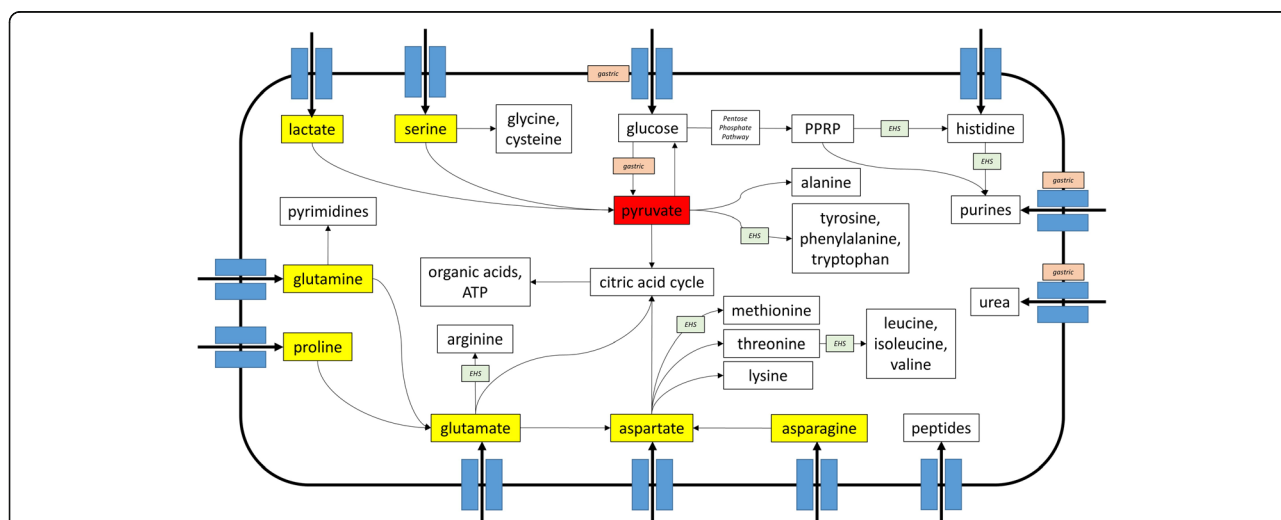 gastric
lactate
serine
glycine,
cysteine
glucose
Pentose
Phosphate
Pathway
PPRP
EHS
histidine
gastric
EHS
gastric
alanine
pyrimidines
pyruvate
EHS
tyrosine,
phenylalanine,
tryptophan
purines
glutamine
organic acids,
ATP
citric acid cycle
gastric
urea
proline
arginine
EHS
EHS
methionine
threonine
EHS
leucine,
isoleucine,
valine
lysine
glutamate
aspartate
asparagine
peptides